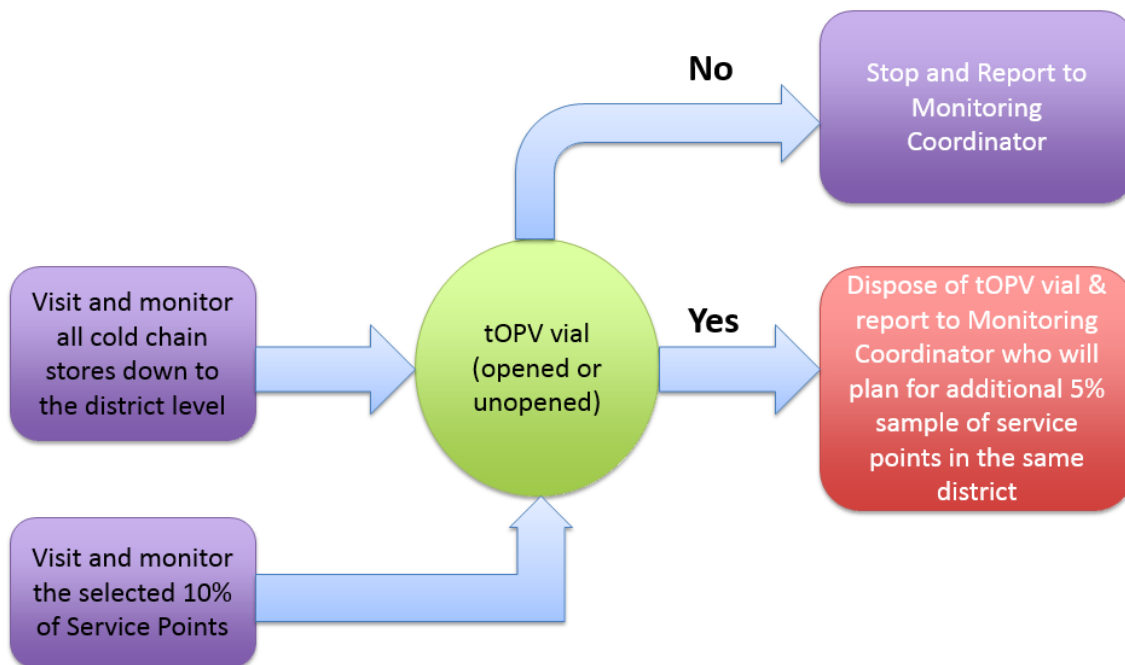 No
Stop and Report to
Monitoring
Coordinator
Visit and monitor
all cold chain
stores down to
the district level
tOPV vial
(opened or
unopened)
Yes
Dispose of tOPV vial &
report to Monitoring
Coordinator who will
plan for additional 5%
sample of service
points in the same
district
Visit and monitor
the selected 10%
of Service Points